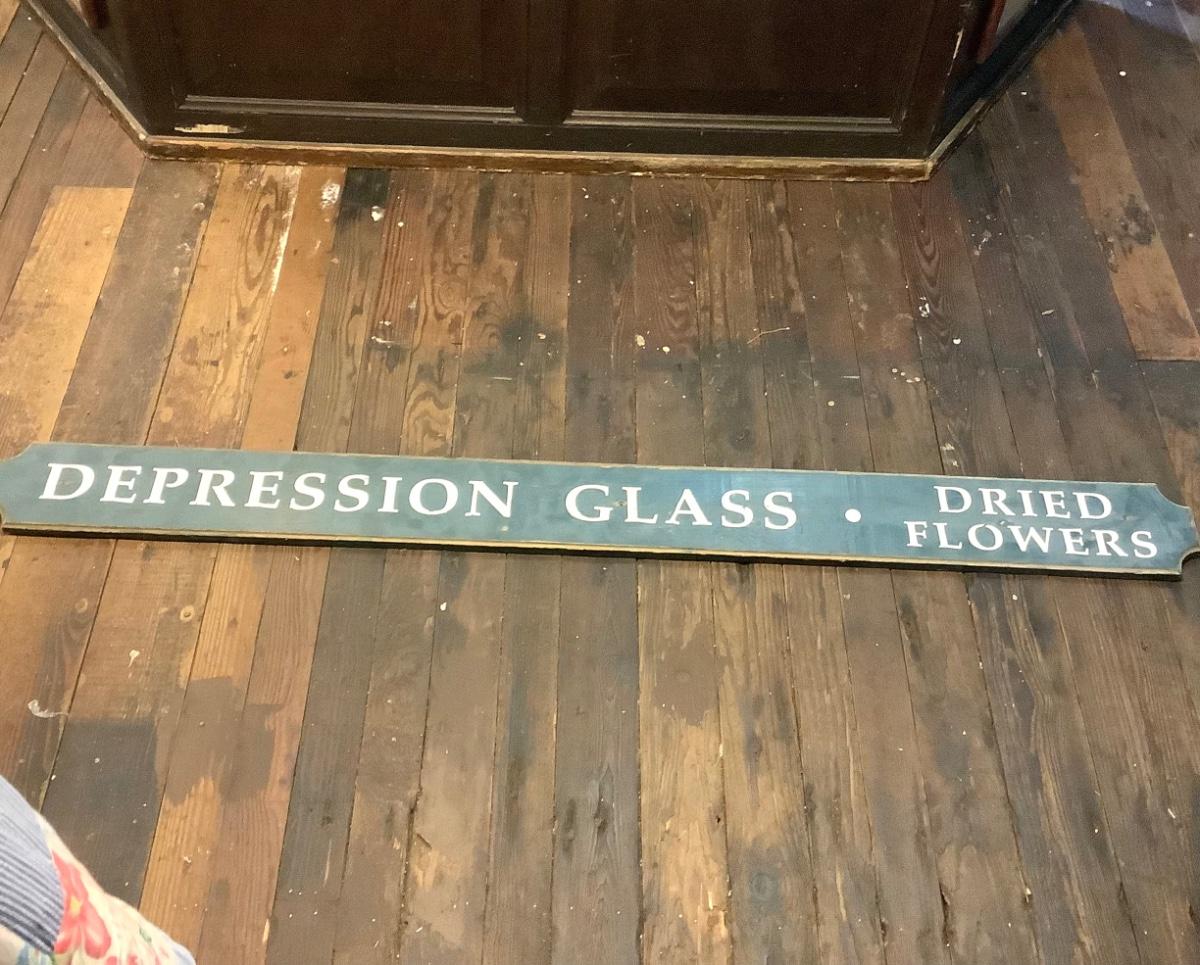 DEPRESSION GLASS • DRIED
FLOWERS